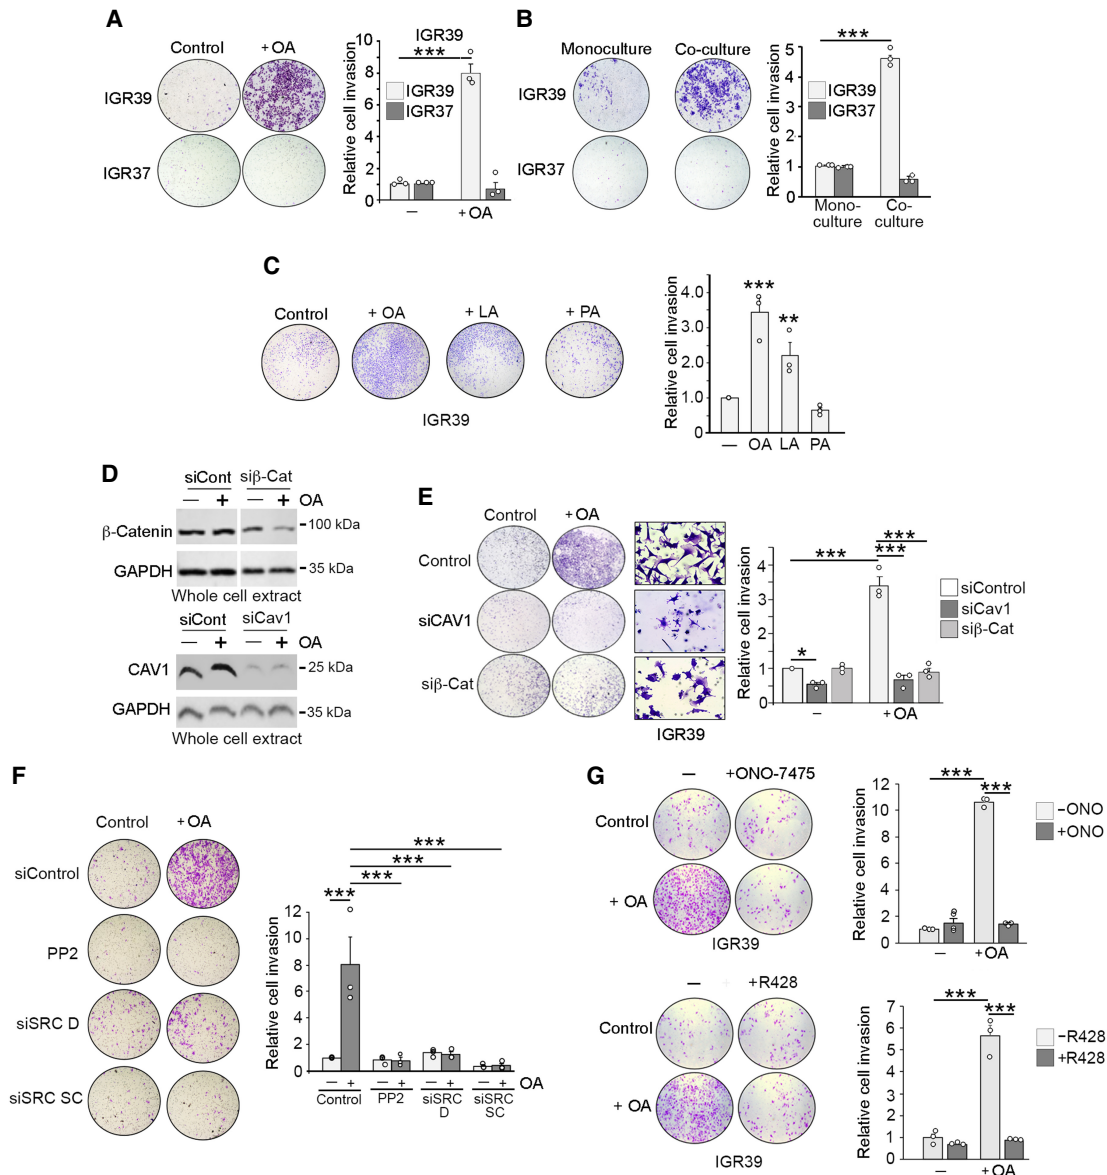 A
Control
+ OA
IGR39
IGR37
IGR39
***
Relative cell invasion
10
8
6
4
2
0
IGR39
IGR37
—
+ OA
B
Monoculture
Co-culture
IGR39
IGR37
***
Relative cell invasion
5
4
5
2
1
0
IGR39
IGR37
Mono-
culture
Co-
culture
C
Control
+ OA
+ LA
+ PA
IGR39
Relative cell invasion
4.0
3.0
2.0
1.0
0
***
**
—
OA
LA
PA
D
siCont
siβ-Cat
— + — + OA
β-Catenin
100 kDa
GAPDH
35 kDa
Whole cell extract
siCont
siCav1
— + — + OA
CAV1
25 kDa
GAPDH
35 kDa
Whole cell extract
E
Control
+ OA
Control
siCAV1
siβ-Cat
IGR39
Relative cell invasion
4
3
2
1
0
*
***
***
***
siControl
siCav1
siβ-Cat
—
+ OA
F
Control
+ OA
siControl
PP2
siSRC D
siSRC SC
Relative cell invasion
12
10
8
6
4
2
0
***
***
***
***
— + — + — + — + OA
Control
PP2
siSRC
D
siSRC
SC
G
—
+ONO-7475
Control
+ OA
IGR39
Relative cell invasion
12
10
8
6
4
2
0
***
***
−ONO
+ONO
—
+ OA
—
+R428
Control
+ OA
IGR39
Relative cell invasion
7
6
5
4
3
2
1
0
***
***
−R428
+R428
—
+ OA